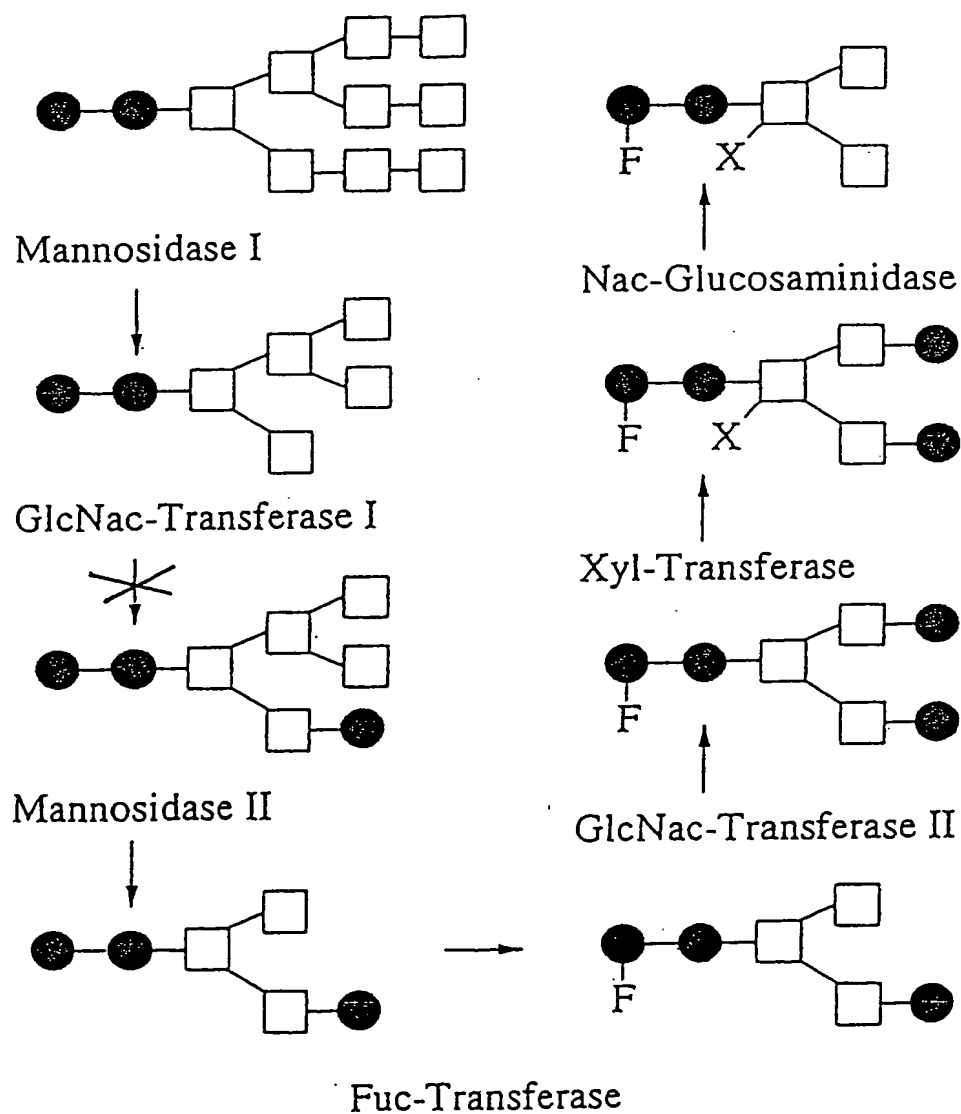 Mannosidase I
GlcNac-Transferase I
Mannosidase II
Fuc-Transferase
F
GlcNac-Transferase II
F
Xyl-Transferase
F
X
Nac-Glucosaminidase
F
X